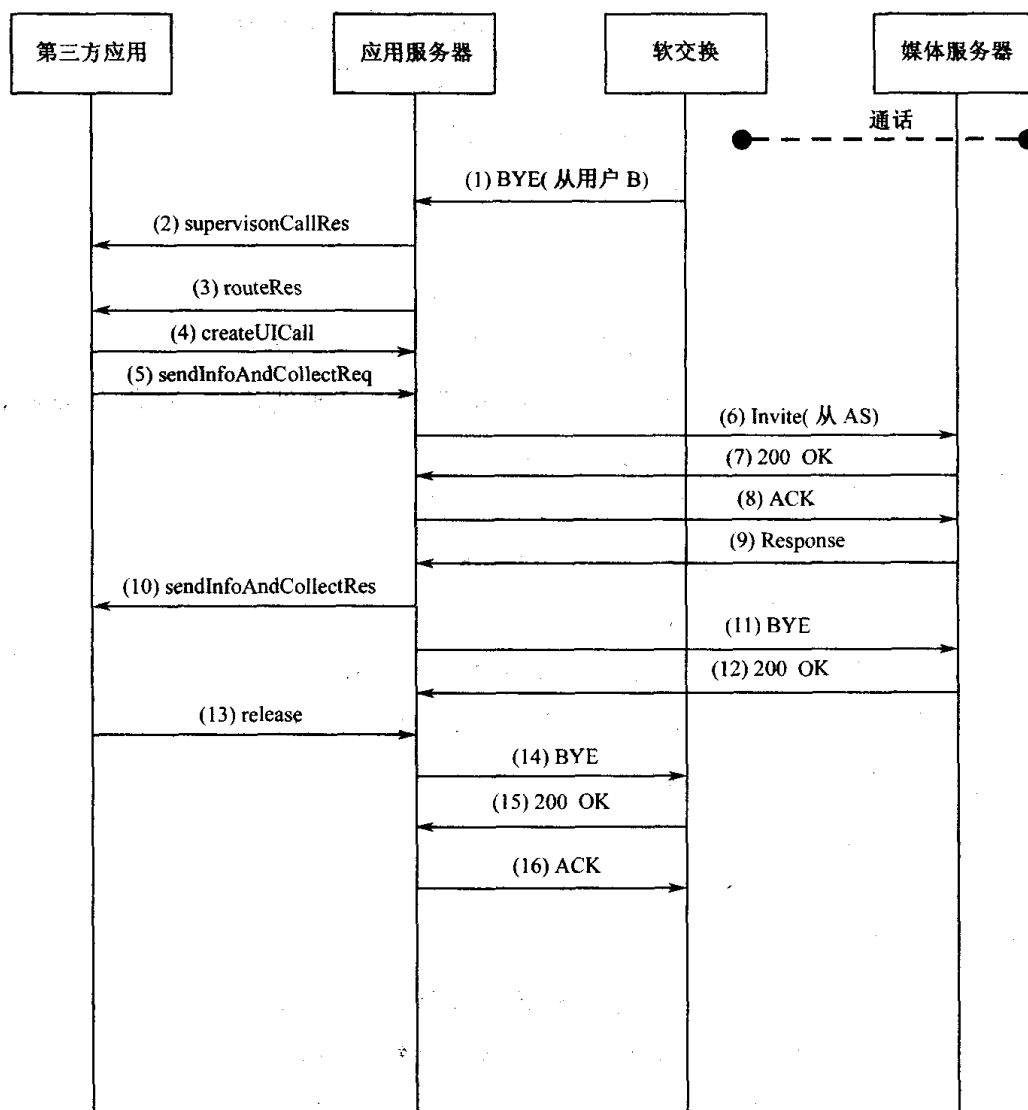 第三方应用
应用服务器
软交换
媒体服务器
通话
(1) BYE( 从用户 B)
(2) supervisonCallRes
(3) routeRes
(4) createUICall
(5) sendInfoAndCollectReq
(6) Invite( 从 AS)
(7) 200 OK
(8) ACK
(9) Response
(10) sendInfoAndCollectRes
(11) BYE
(12) 200 OK
(13) release
(14) BYE
(15) 200 OK
(16) ACK